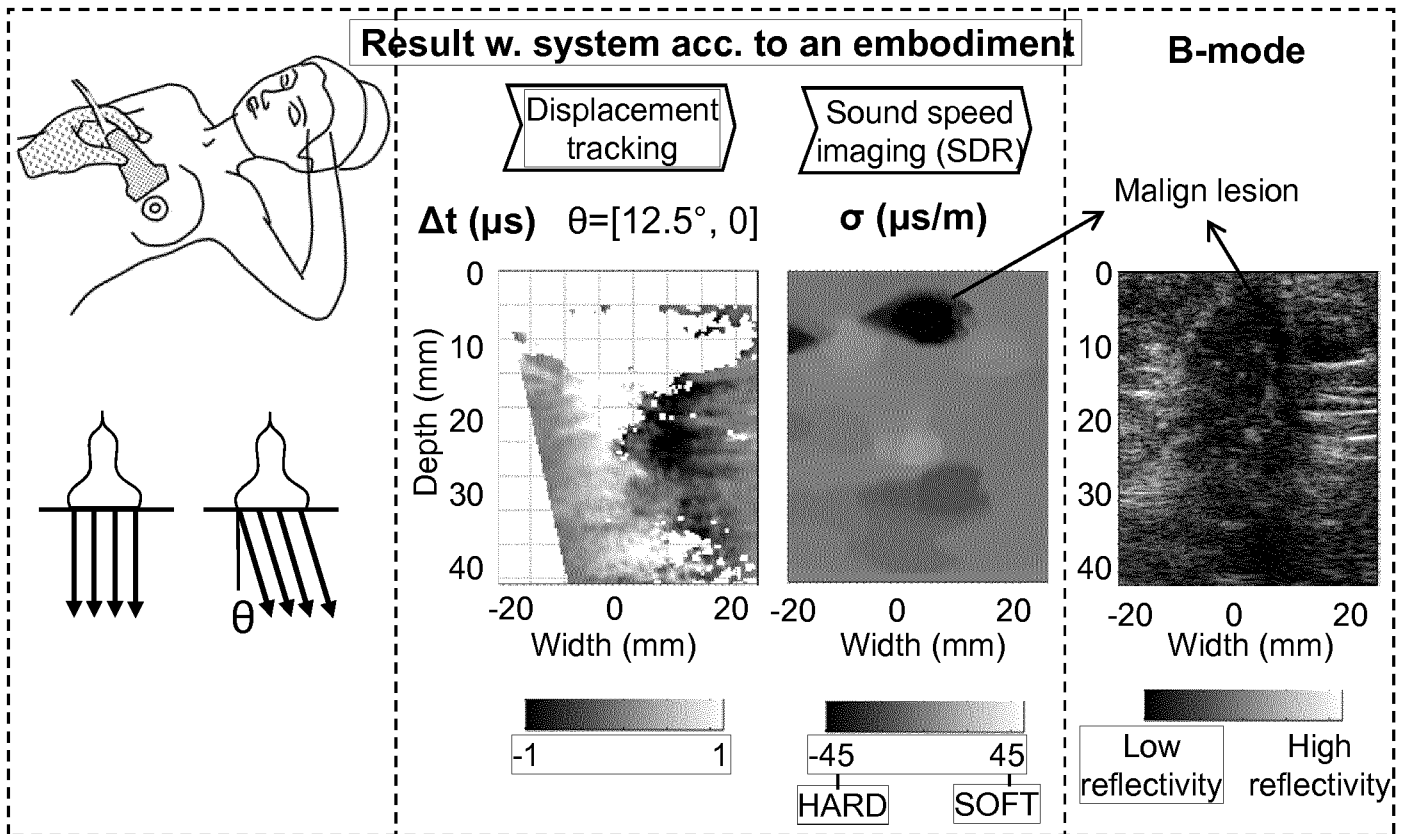 Result w. system acc. to an embodiment
B-mode
Displacement
tracking
Sound speed
imaging (SDR)
Malign lesion
Δt (µs) θ=[12.5°, 0]
σ (µs/m)
0
10
20
30
40
Depth (mm)
-20 0 20
Width (mm)
-20 0 20
Width (mm)
0
10
20
30
40
-20 0 20
Width (mm)
θ
-1 1
-45 45
HARD SOFT
Low
reflectivity
High
reflectivity